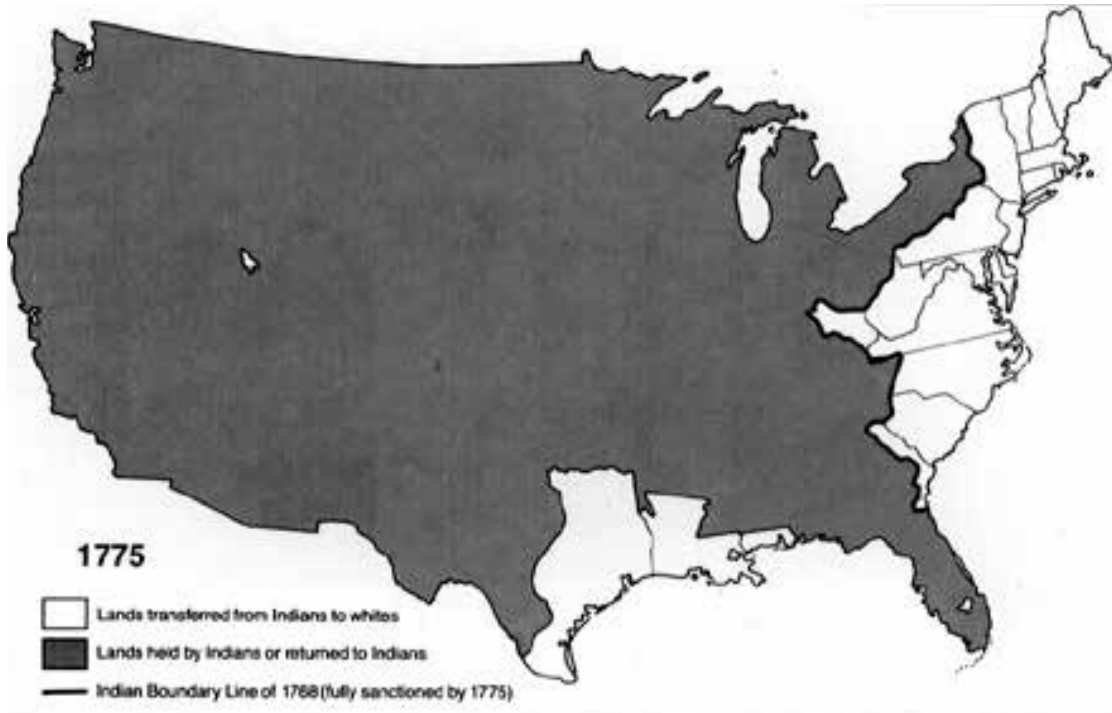 1775
Lands transferred from Indians to whites
Lands held by Indians or returned to Indians
Indian Boundary Line of 1768 (fully sanctioned by 1775)